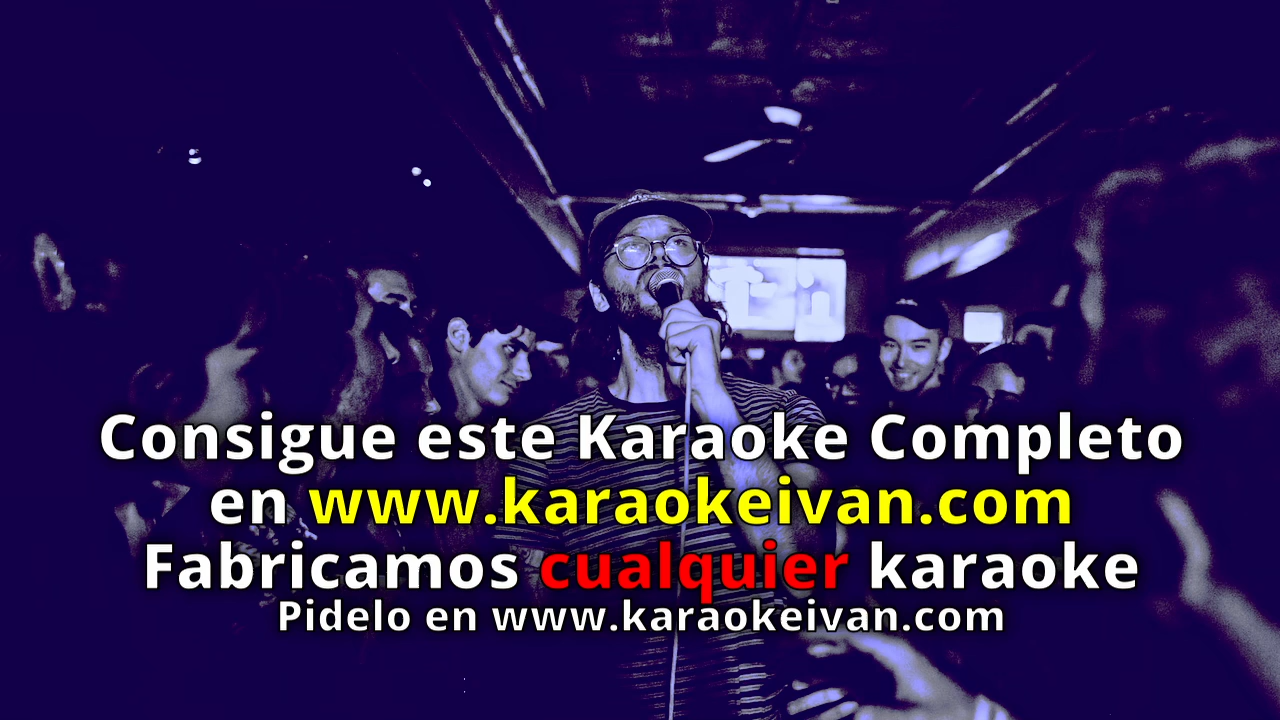 Consigue este Karaoke Completo
en www.karaokeivan.com
Fabricamos cualquier karaoke
Pidelo en www.karaokeivan.com